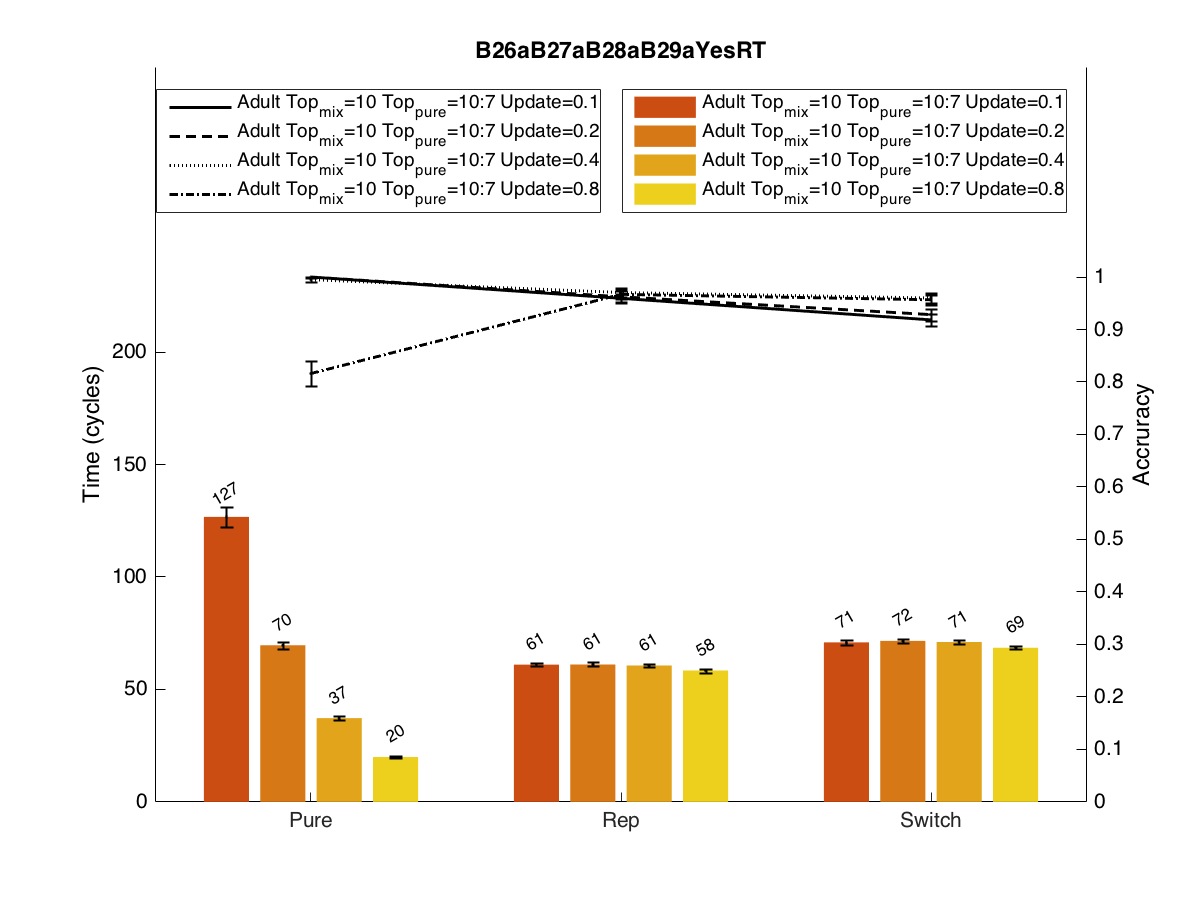 B26aB27aB28aB29aYesRT
Adult Topmix=10 Toppure=10:7 Update=0.1
Adult Topmix=10 Toppure=10:7 Update=0.2
Adult Topmix=10 Toppure=10:7 Update=0.4
Adult Topmix=10 Toppure=10:7 Update=0.8
Adult Topmix=10 Toppure=10:7 Update=0.1
Adult Topmix=10 Toppure=10:7 Update=0.2
Adult Topmix=10 Toppure=10:7 Update=0.4
Adult Topmix=10 Toppure=10:7 Update=0.8
Time (cycles)
200
150
100
50
0
127
70
37
20
61
61
61
58
71
72
71
69
Pure
Rep
Switch
1
0.9
0.8
0.7
0.6
0.5
0.4
0.3
0.2
0.1
0
Accruracy